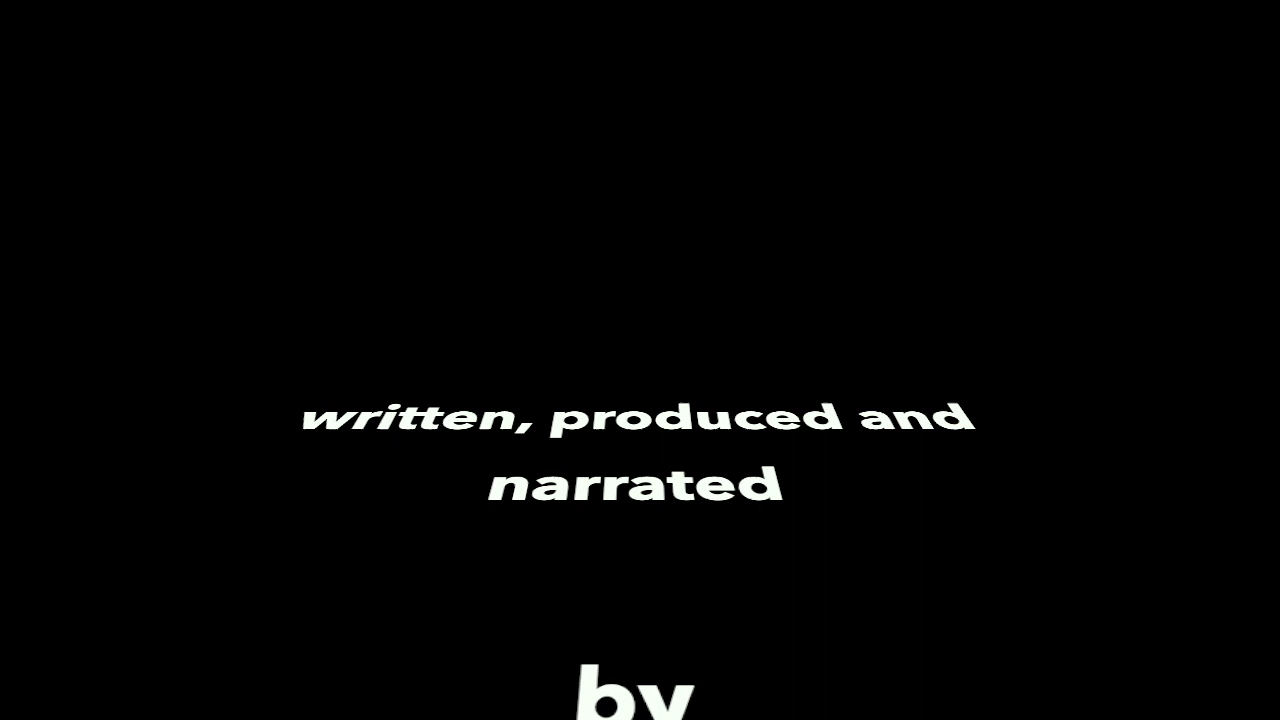 written, produced and
narrated
by